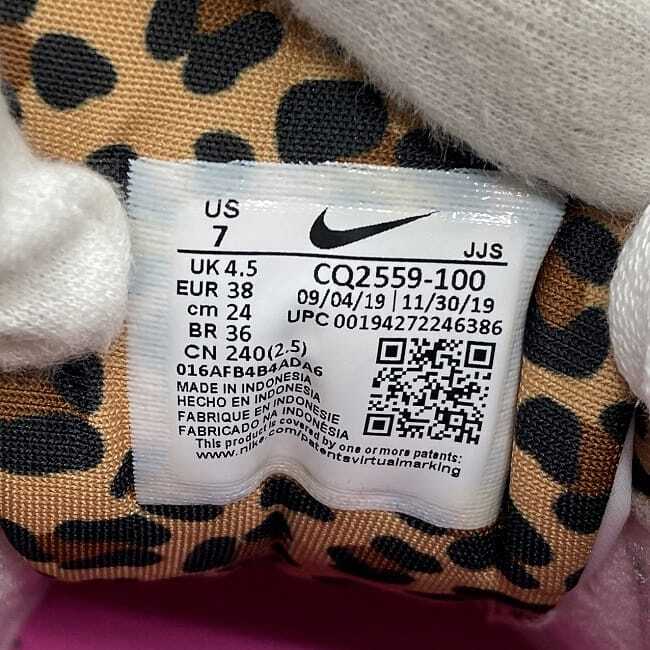 US
7
JJS
UK 4.5
EUR 38
cm 24
BR 36
CN 240(2.5)
CQ2559-100
09/04/19 | 11/30/19
UPC 00194272246386
016AFB4B4ADA6
MADE IN INDONESIA
HECHO EN INDONESIA
FABRIQUE EN INDONESIE
FABRICADO NA INDONESIA
This product is covered by one or more patents:
www.nike.com/patentsvirtualmarking